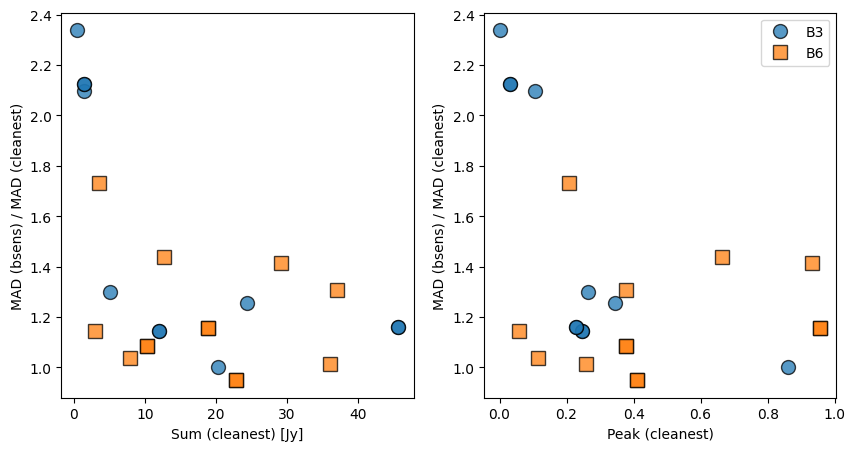 MAD (bsens) / MAD (cleanest)
2.4
2.2
2.0
1.8
1.6
1.4
1.2
1.0
0 10 20 30 40
Sum (cleanest) [Jy]
MAD (bsens) / MAD (cleanest)
2.4
2.2
2.0
1.8
1.6
1.4
1.2
1.0
0.0 0.2 0.4 0.6 0.8 1.0
Peak (cleanest)
B3
B6